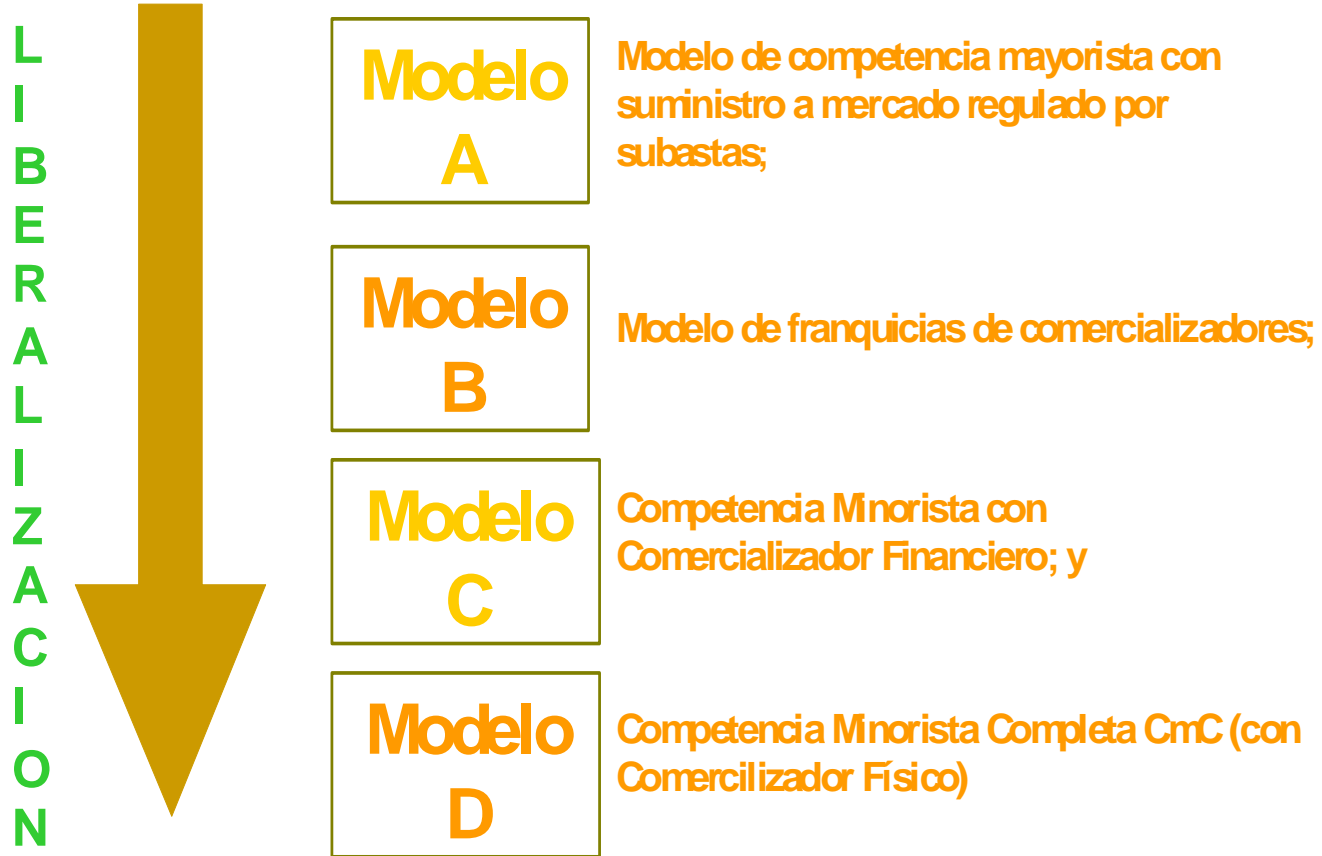 LIBERALIZACION
Modelo
A
Modelo de competencia mayorista con
suministro a mercado regulado por
subastas;
Modelo
B
Modelo de franquicias de comercializadores;
Modelo
C
Competencia Minorista con
Comercializador Financiero; y
Modelo
D
Competencia Minorista Completa CmC (con
Comercilizador Físico)